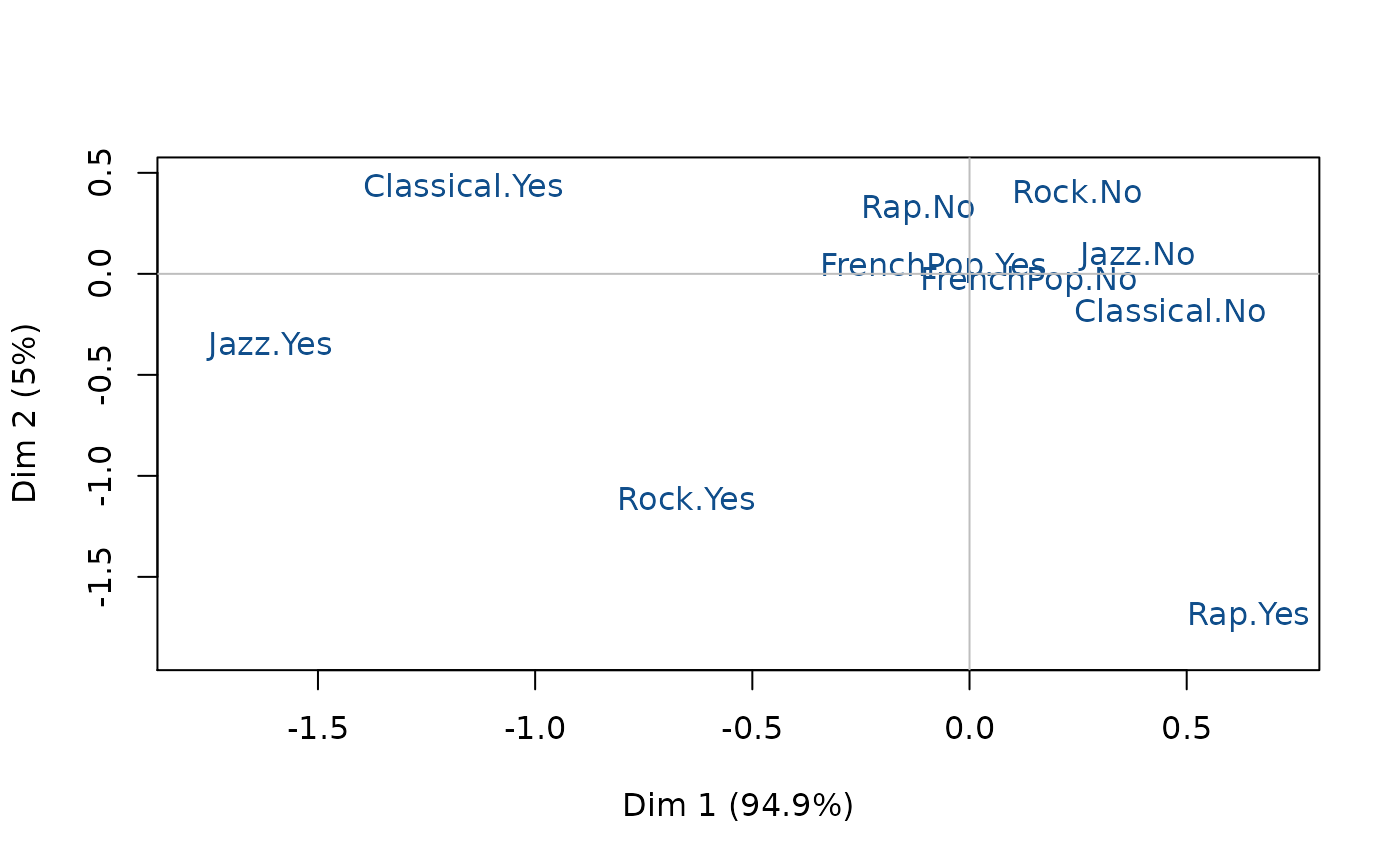 0.5
Classical.Yes
Rock.No
Rap.No
Jazz.No
FrenchPop.Yes
0.0
FrenchPop.No
Classical.No
Jazz.Yes
-0.5
Dim 2 (5%)
-1.0
Rock.Yes
-1.5
Rap.Yes
-1.5 -1.0 -0.5 0.0 0.5
Dim 1 (94.9%)